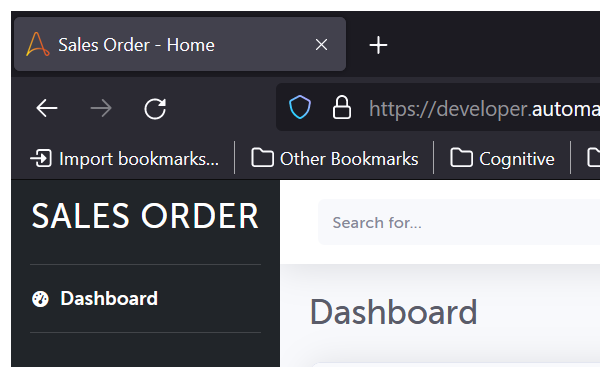 Sales Order - Home
https://developer.automa
Import bookmarks...
Other Bookmarks
Cognitive
SALES ORDER
Search for...
Dashboard
Dashboard